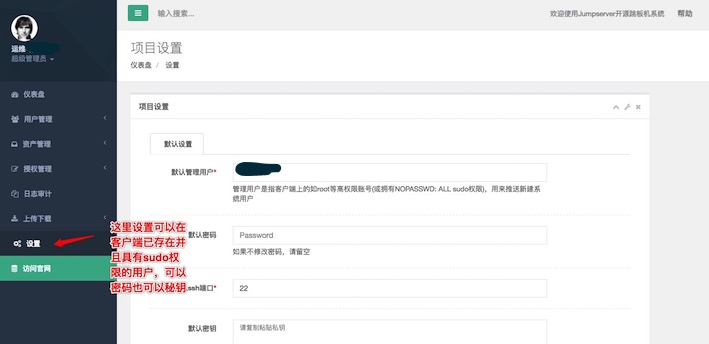 输入搜索...
欢迎使用Jumpserver开源跳板机系统
帮助
运维
超级管理员
仪表盘
用户管理
资产管理
授权管理
日志审计
上传下载
设置
访问官网
项目设置
仪表盘 / 设置
项目设置
默认设置
默认管理用户*
管理用户是指客户端上的如root等高权限账号(或拥有NOPASSWD: ALL sudo权限)，用来推送新建系
统用户
默认密码
Password
如果不修改密码，请留空
ssh端口*
22
默认密钥
请复制粘贴私钥
这里设置可以在
客户端已存在并
且具有sudo权
限的用户，可以
密码也可以秘钥